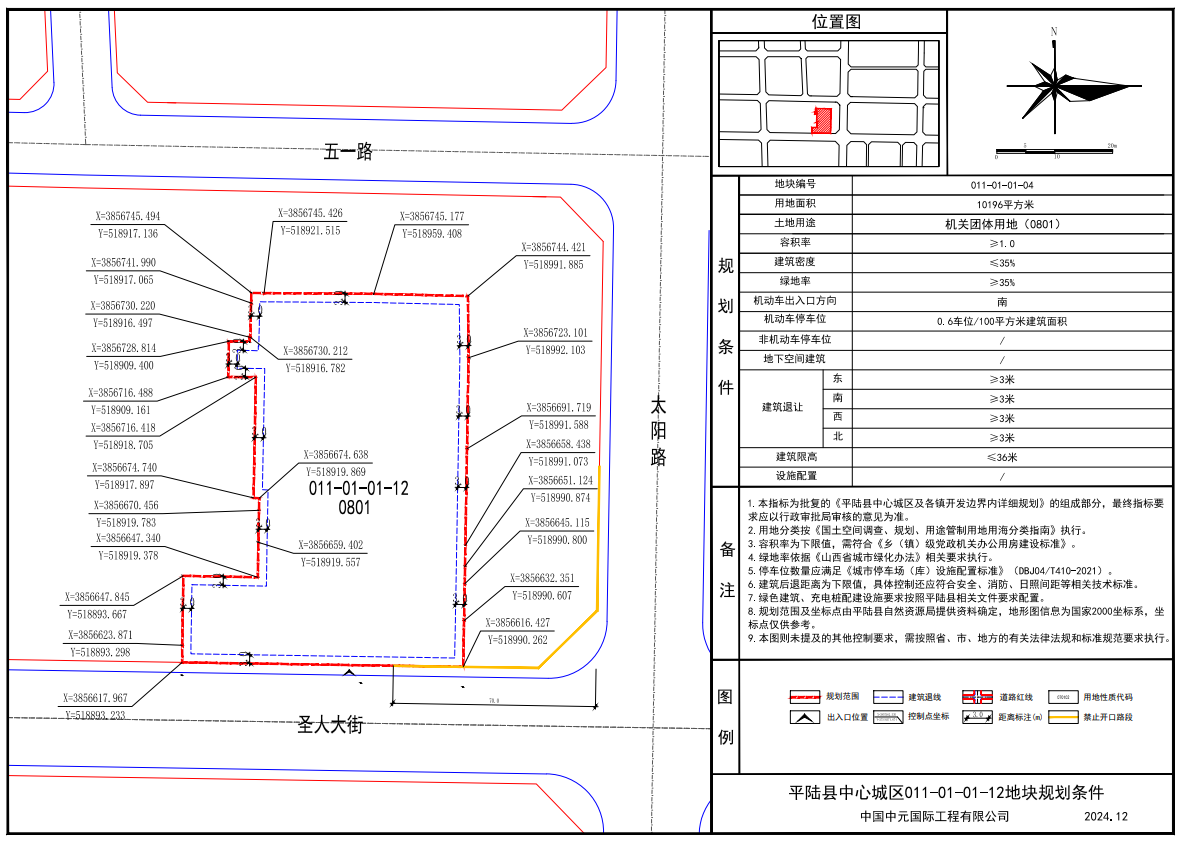 五一路
太阳路
圣人大街
X=3856745.494
Y=518917.136
X=3856745.426
Y=518921.515
X=3856745.177
Y=518959.408
X=3856744.421
Y=518991.885
X=3856741.990
Y=518917.065
X=3856730.220
Y=518916.497
X=3856728.814
Y=518909.400
X=3856730.212
Y=518916.782
X=3856723.101
Y=518992.103
X=3856716.488
Y=518909.161
X=3856716.418
Y=518918.705
X=3856691.719
Y=518991.588
X=3856658.438
Y=518991.073
X=3856674.638
Y=518919.869
X=3856674.740
Y=518917.897
X=3856651.124
Y=518990.874
X=3856670.456
Y=518919.783
X=3856645.115
Y=518990.800
X=3856647.340
Y=518919.378
X=3856659.402
Y=518919.557
X=3856632.351
Y=518990.607
X=3856647.845
Y=518893.667
X=3856616.427
Y=518990.262
X=3856623.871
Y=518893.298
X=3856617.967
Y=518893.233
011-01-01-12
0801
70.0
位置图
N
0 5 10 20m
规划条件
地块编号 011-01-01-04
用地面积 10196平方米
土地用途 机关团体用地（0801）
容积率 ≥1.0
建筑密度 ≤35%
绿地率 ≥35%
机动车出入口方向 南
机动车停车位 0.6车位/100平方米建筑面积
非机动车停车位 /
地下空间建筑 /
建筑退让
东 ≥3米
南 ≥3米
西 ≥3米
北 ≥3米
建筑限高 ≤36米
设施配置 /
备注
1.本指标为批复的《平陆县中心城区及各镇开发边界内详细规划》的组成部分，最终指标要
求应以行政审批局审核的意见为准。
2.用地分类按《国土空间调查、规划、用途管制用地用海分类指南》执行。
3.容积率为下限值，需符合《乡（镇）级党政机关办公用房建设标准》。
4.绿地率依据《山西省城市绿化办法》相关要求执行。
5.停车位数量应满足《城市停车场（库）设施配置标准》（DBJ04/T410-2021）。
6.建筑后退距离为下限值，具体控制还应符合安全、消防、日照间距等相关技术标准。
7.绿色建筑、充电桩配建设施要求按照平陆县相关文件要求配置。
8.规划范围及坐标点由平陆县自然资源局提供资料确定，地形图信息为国家2000坐标系，坐
标点仅供参考。
9.本图则未提及的其他控制要求，需按照省、市、地方的有关法律法规和标准规范要求执行。
图例
规划范围 建筑退线 道路红线 用地性质代码
出入口位置 控制点坐标 3.0 距离标注(m) 禁止开口路段
平陆县中心城区011-01-01-12地块规划条件
中国中元国际工程有限公司 2024.12